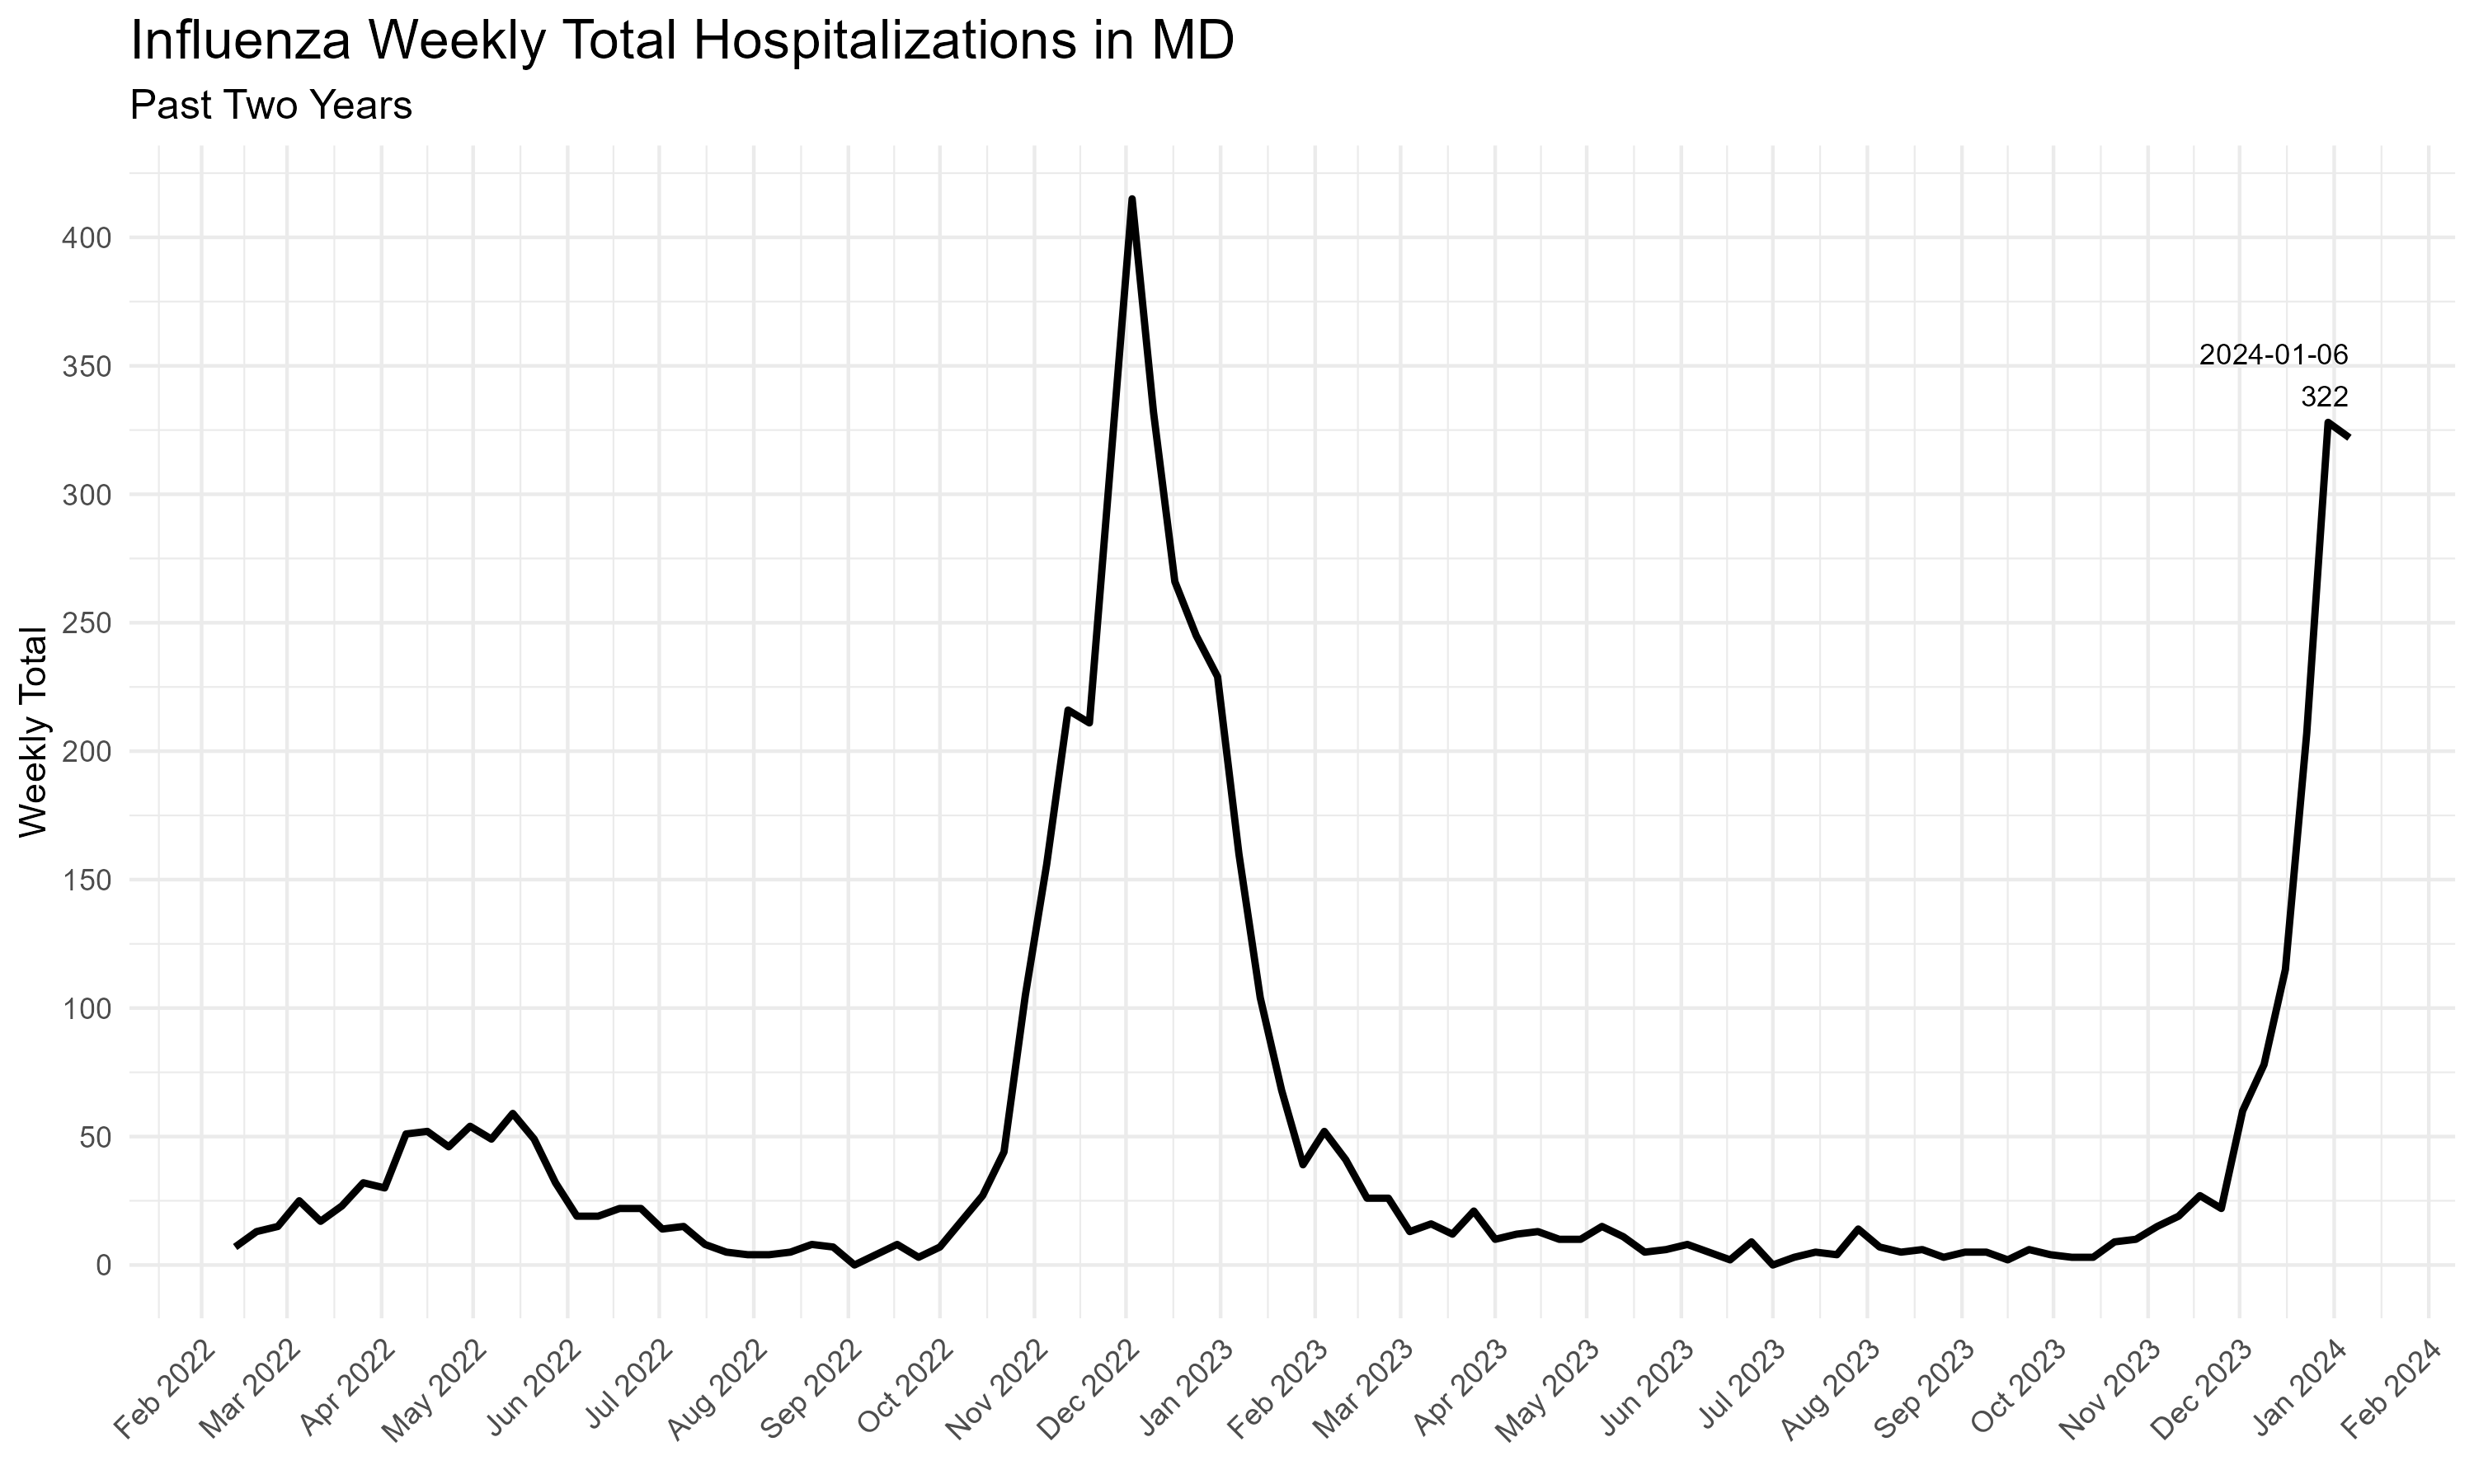 Influenza Weekly Total Hospitalizations in MD
Past Two Years
Weekly Total
400
350
300
250
200
150
100
50
0
2024-01-06
322
Feb 2022
Mar 2022
Apr 2022
May 2022
Jun 2022
Jul 2022
Aug 2022
Sep 2022
Oct 2022
Nov 2022
Dec 2022
Jan 2023
Feb 2023
Mar 2023
Apr 2023
May 2023
Jun 2023
Jul 2023
Aug 2023
Sep 2023
Oct 2023
Nov 2023
Dec 2023
Jan 2024
Feb 2024